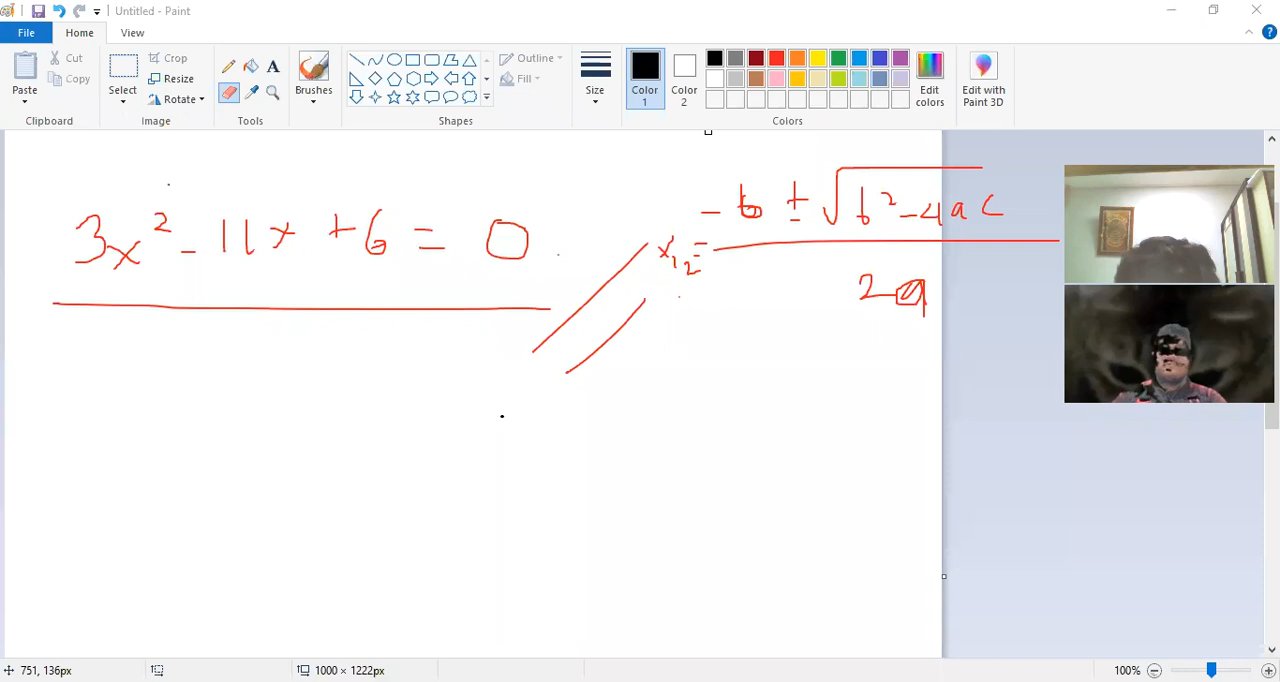 Untitled - Paint
File Home View
Paste Cut Copy
Clipboard
Select Crop Resize Rotate
Image
A
Tools
Brushes
Outline Fill
Shapes
Size
Color 1 Color 2 Edit colors
Colors
Edit with Paint 3D
3x² - 11x + 6 = 0
- b ± √b² - 4ac
x₁₂ =
2a
751, 136px 1000 × 1222px 100%